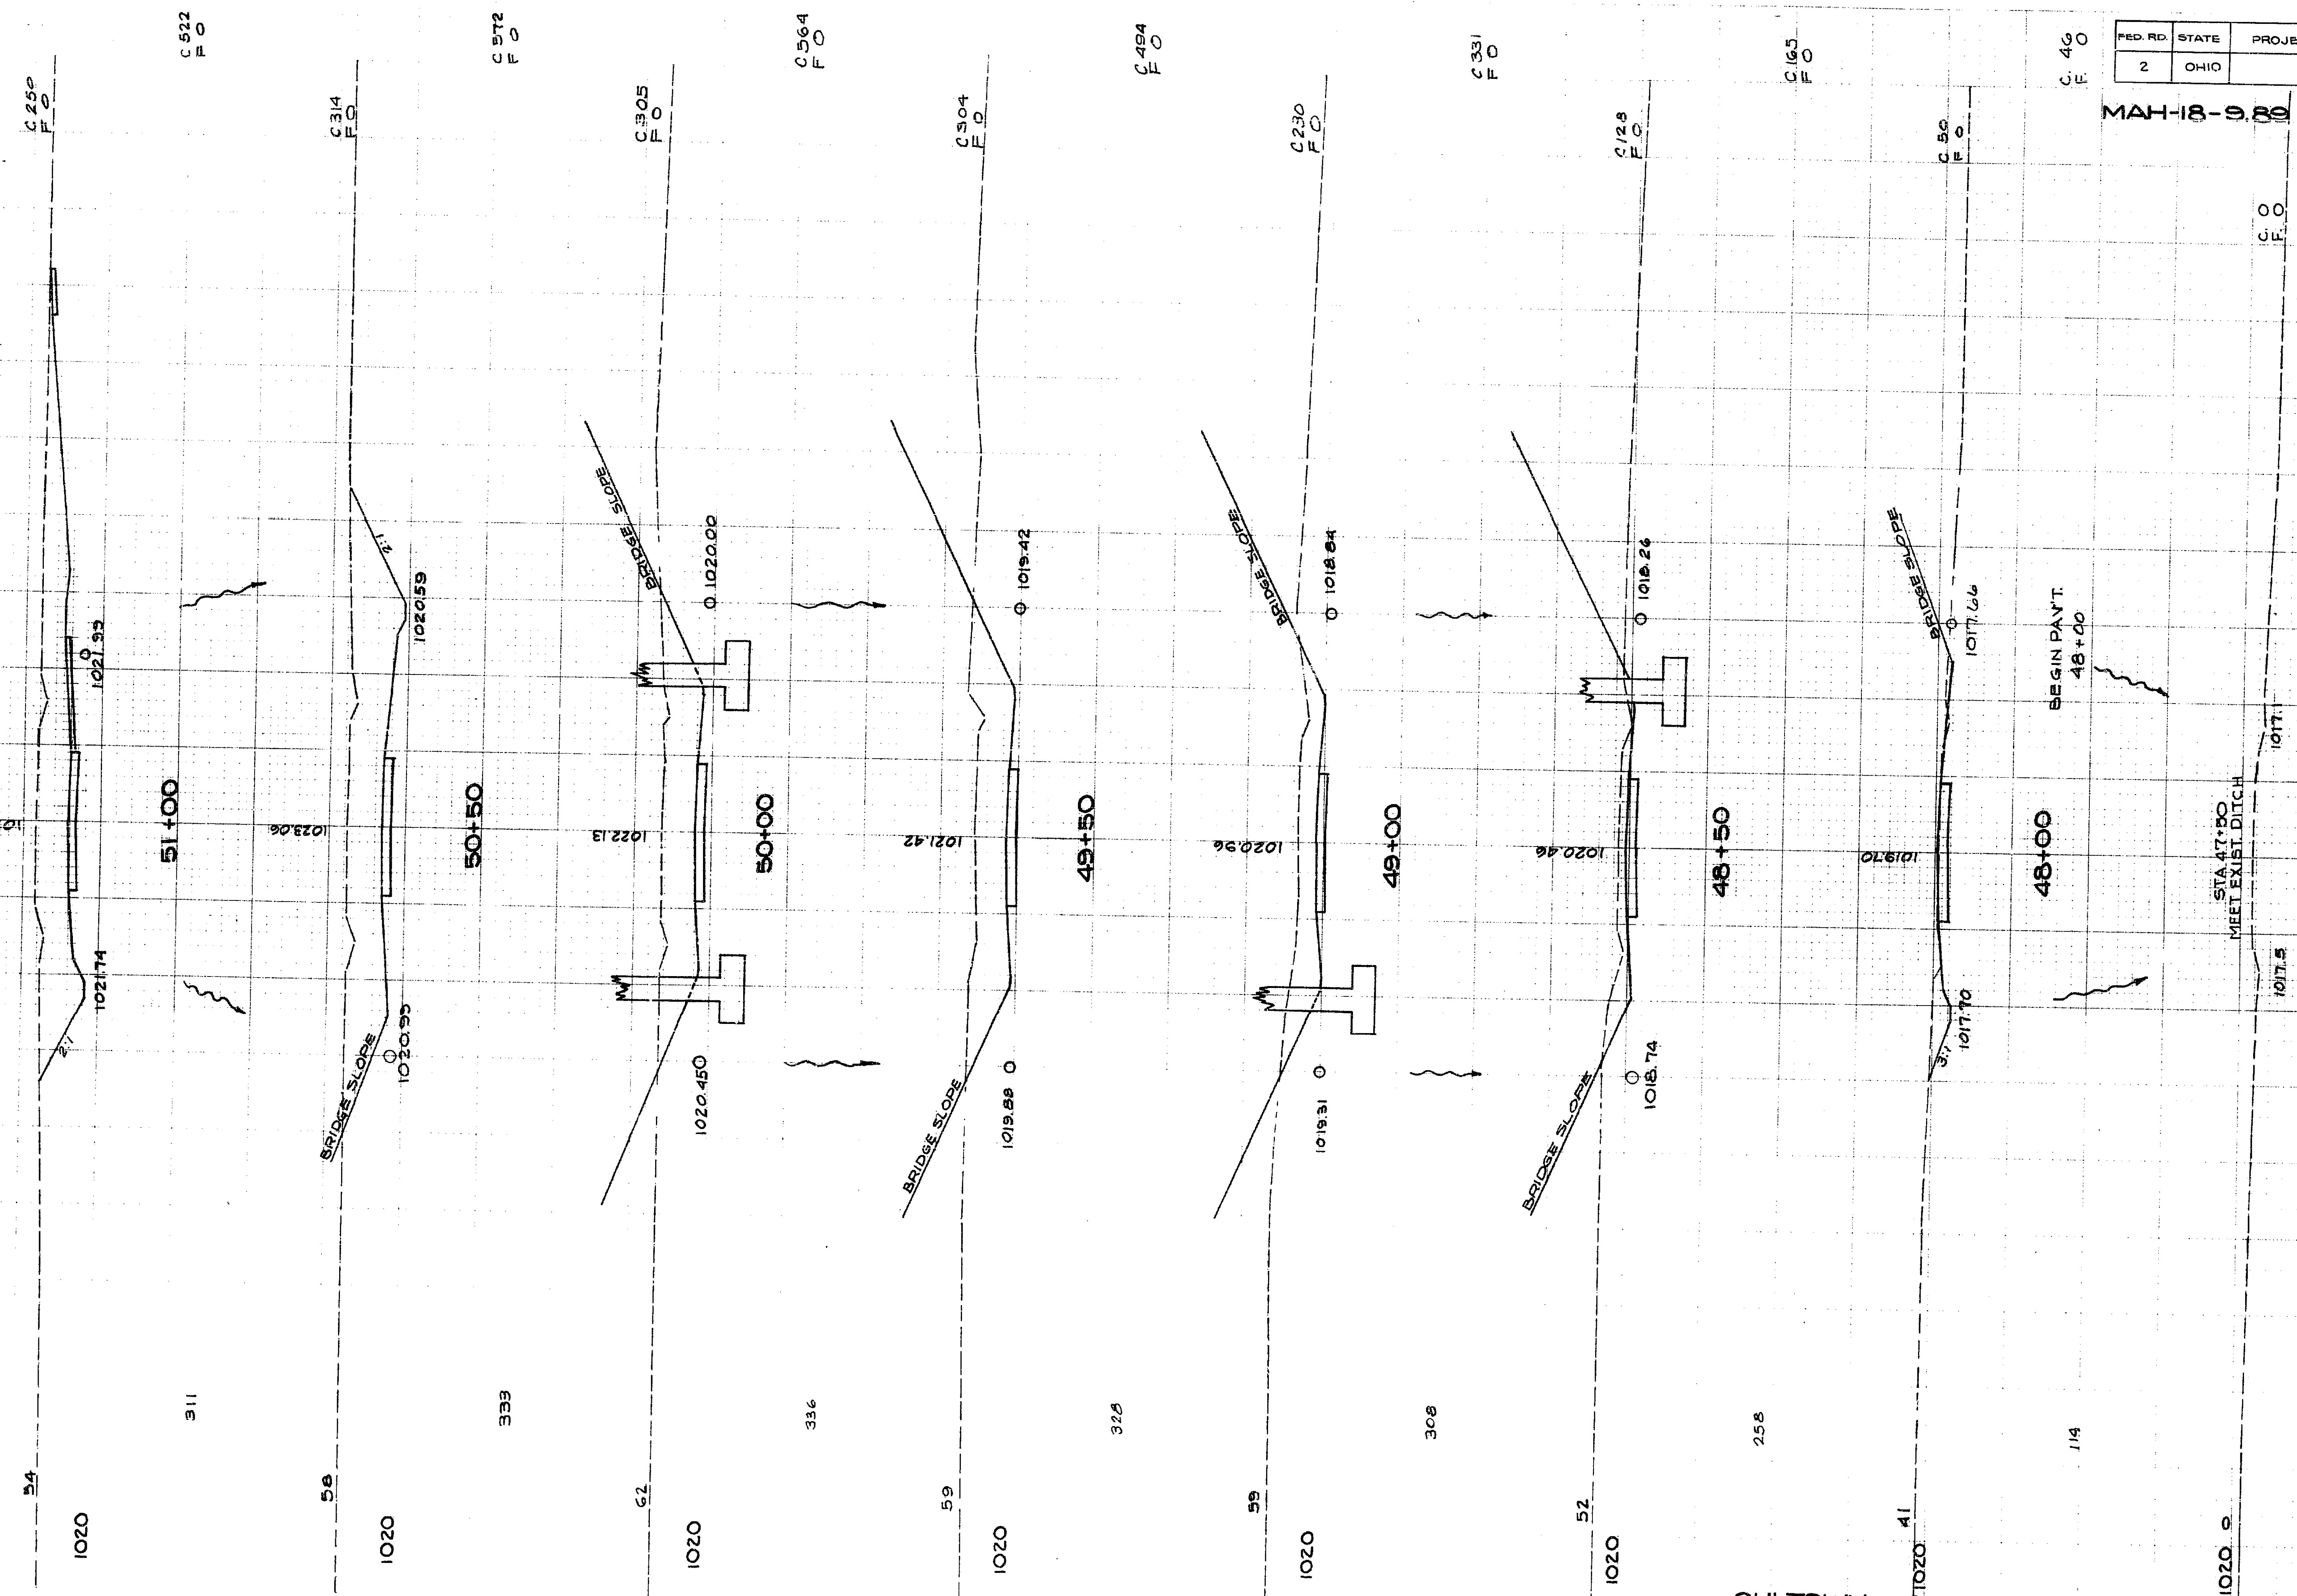 FED. RD.
STATE
2
OHIO
MAH-18-9.89
C 250
F 0
C 522
F 0
C 314
F 0
C 572
F 0
C 305
F 0
C 564
F 0
C 304
F 0
C 494
F 0
C 230
F 0
C 331
F 0
C 128
F 0
C 165
F 0
C. 50
F. 0
C. 46
F. 0
C. 0
F. 0
1021.99
1021.74
2:1
51+00
311
54
1020
2:1
1020.59
1023.06
BRIDGE SLOPE
1020.95
50+50
333
58
1020
BRIDGE SLOPE
1020.00
1022.13
1020.45
50+00
336
62
1020
1019.42
1021.42
BRIDGE SLOPE
1019.88
49+50
328
59
1020
BRIDGE SLOPE
1018.84
1020.96
1019.31
49+00
308
59
1020
1018.26
1020.46
BRIDGE SLOPE
1018.74
48+50
258
52
1020
BRIDGE SLOPE
1017.66
1019.70
3:1
1017.70
BEGIN PAV'T.
48+00
48+00
114
41
1020
1017.1
STA. 47+50
MEET EXIST. DITCH
1017.5
0
1020